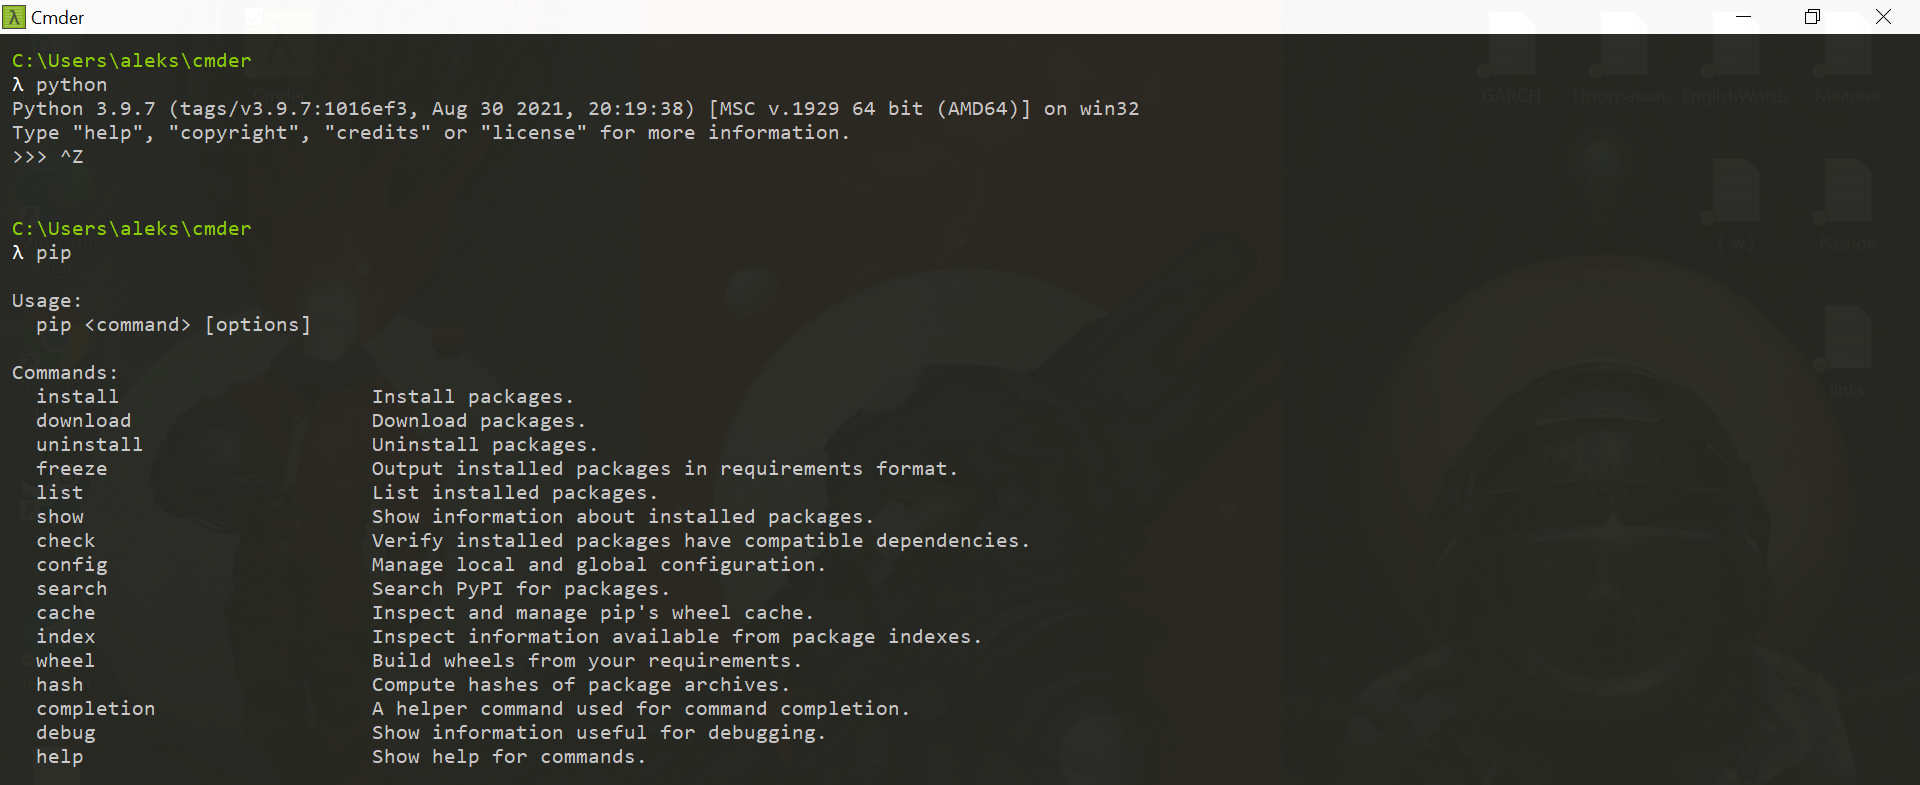 Cmder
C:\Users\aleks\cmder
λ python
Python 3.9.7 (tags/v3.9.7:1016ef3, Aug 30 2021, 20:19:38) [MSC v.1929 64 bit (AMD64)] on win32
Type "help", "copyright", "credits" or "license" for more information.
>>> ^Z
C:\Users\aleks\cmder
λ pip
Usage:
pip <command> [options]
Commands:
install Install packages.
download Download packages.
uninstall Uninstall packages.
freeze Output installed packages in requirements format.
list List installed packages.
show Show information about installed packages.
check Verify installed packages have compatible dependencies.
config Manage local and global configuration.
search Search PyPI for packages.
cache Inspect and manage pip's wheel cache.
index Inspect information available from package indexes.
wheel Build wheels from your requirements.
hash Compute hashes of package archives.
completion A helper command used for command completion.
debug Show information useful for debugging.
help Show help for commands.
GARCH Программы EnglishWords Мелочи
Разное
links